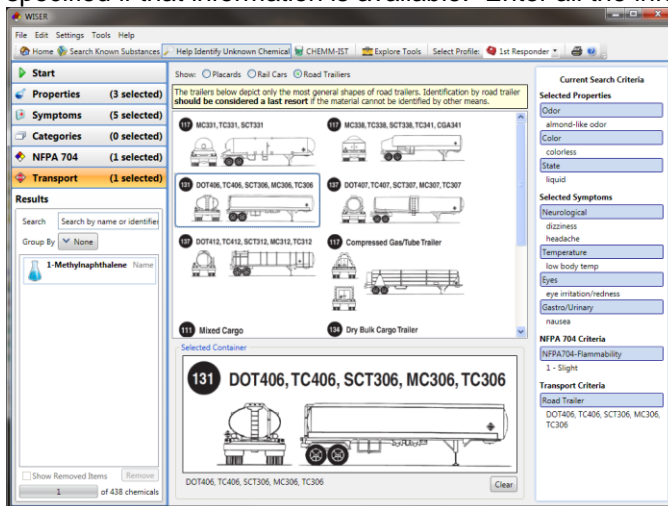 specified if that information is available. Enter all the
WISER
File Edit Settings Tools Help
Home Search Known Substances Help Identify Unknown Chemical CHEMM-IST Explore Tools Select Profile: 1st Responder
Start
Properties (3 selected)
Symptoms (5 selected)
Categories (0 selected)
NFPA 704 (1 selected)
Transport (1 selected)
Results
Search Search by name or identifier
Group By None
1-Methylnaphthalene Name
Show Removed Items Remove
1 of 438 chemicals
Show: Placards Rail Cars Road Trailiers
The trailers below depict only the most general shapes of road trailers. Identification by road trailer
should be considered a last resort if the material cannot be identified by other means.
117 MC331, TC331, SCT331
117 MC338, TC338, SCT338, TC341, CGA341
131 DOT406, TC406, SCT306, MC306, TC306
137 DOT407, TC407, SCT307, MC307, TC307
137 DOT412, TC412, SCT312, MC312, TC312
117 Compressed Gas/Tube Trailer
111 Mixed Cargo
134 Dry Bulk Cargo Trailer
Selected Container
131 DOT406, TC406, SCT306, MC306, TC306
DOT406, TC406, SCT306, MC306, TC306
Clear
Current Search Criteria
Selected Properties
Odor
almond-like odor
Color
colorless
State
liquid
Selected Symptoms
Neurological
dizziness
headache
Temperature
low body temp
Eyes
eye irritation/redness
Gastro/Urinary
nausea
NFPA 704 Criteria
NFPA704-Flammability
1 - Slight
Transport Criteria
Road Trailer
DOT406, TC406, SCT306, MC306,
TC306